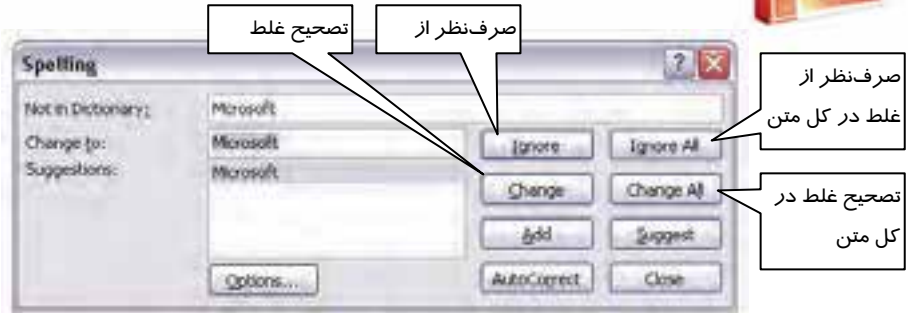 تصحیح غلط
صرف‌نظر از
Spelling
صرف‌نظر از
غلط در کل متن
Not in Dictionary:
Mcrosoft
Change to:
Microsoft
Ignore
Ignore All
Suggestions:
Microsoft
Change
Change All
تصحیح غلط در
کل متن
Add
Suggest
Options...
AutoCorrect
Close